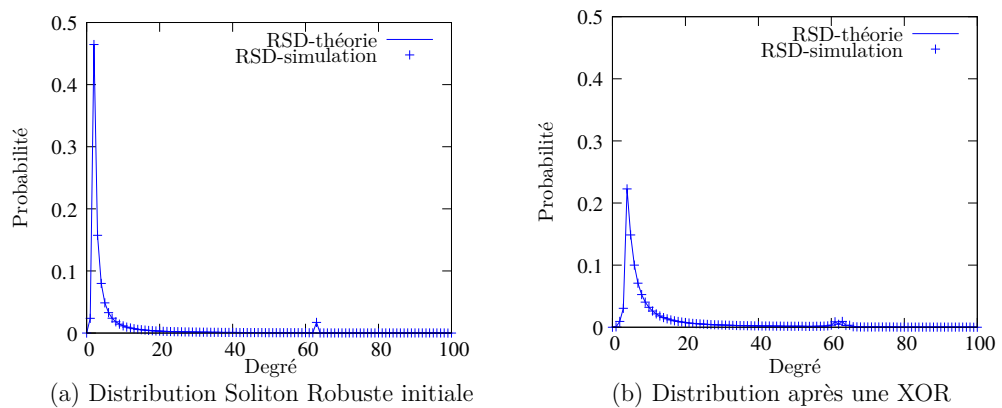 0.5
0.4
0.3
0.2
0.1
0
0 20 40 60 80 100
Probabilité
Degré
RSD-théorie
RSD-simulation
(a) Distribution Soliton Robuste initiale
0.5
0.4
0.3
0.2
0.1
0
0 20 40 60 80 100
Probabilité
Degré
RSD-théorie
RSD-simulation
(b) Distribution après une XOR